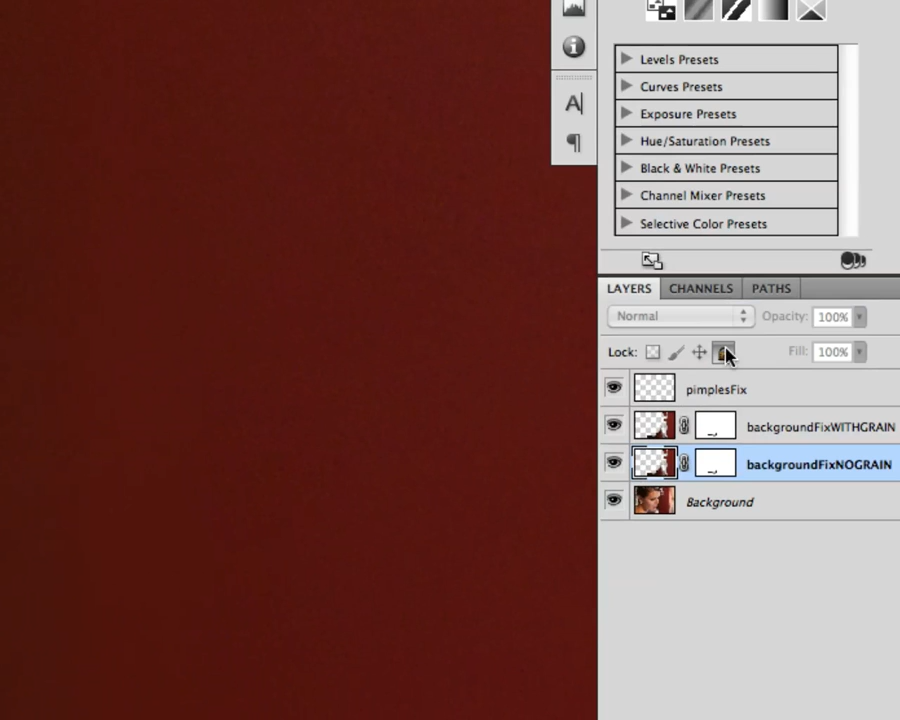 A
¶
Levels Presets
Curves Presets
Exposure Presets
Hue/Saturation Presets
Black & White Presets
Channel Mixer Presets
Selective Color Presets
LAYERS CHANNELS PATHS
Normal Opacity: 100%
Lock: Fill: 100%
pimplesFix
backgroundFixWITHGRAIN
backgroundFixNOGRAIN
Background